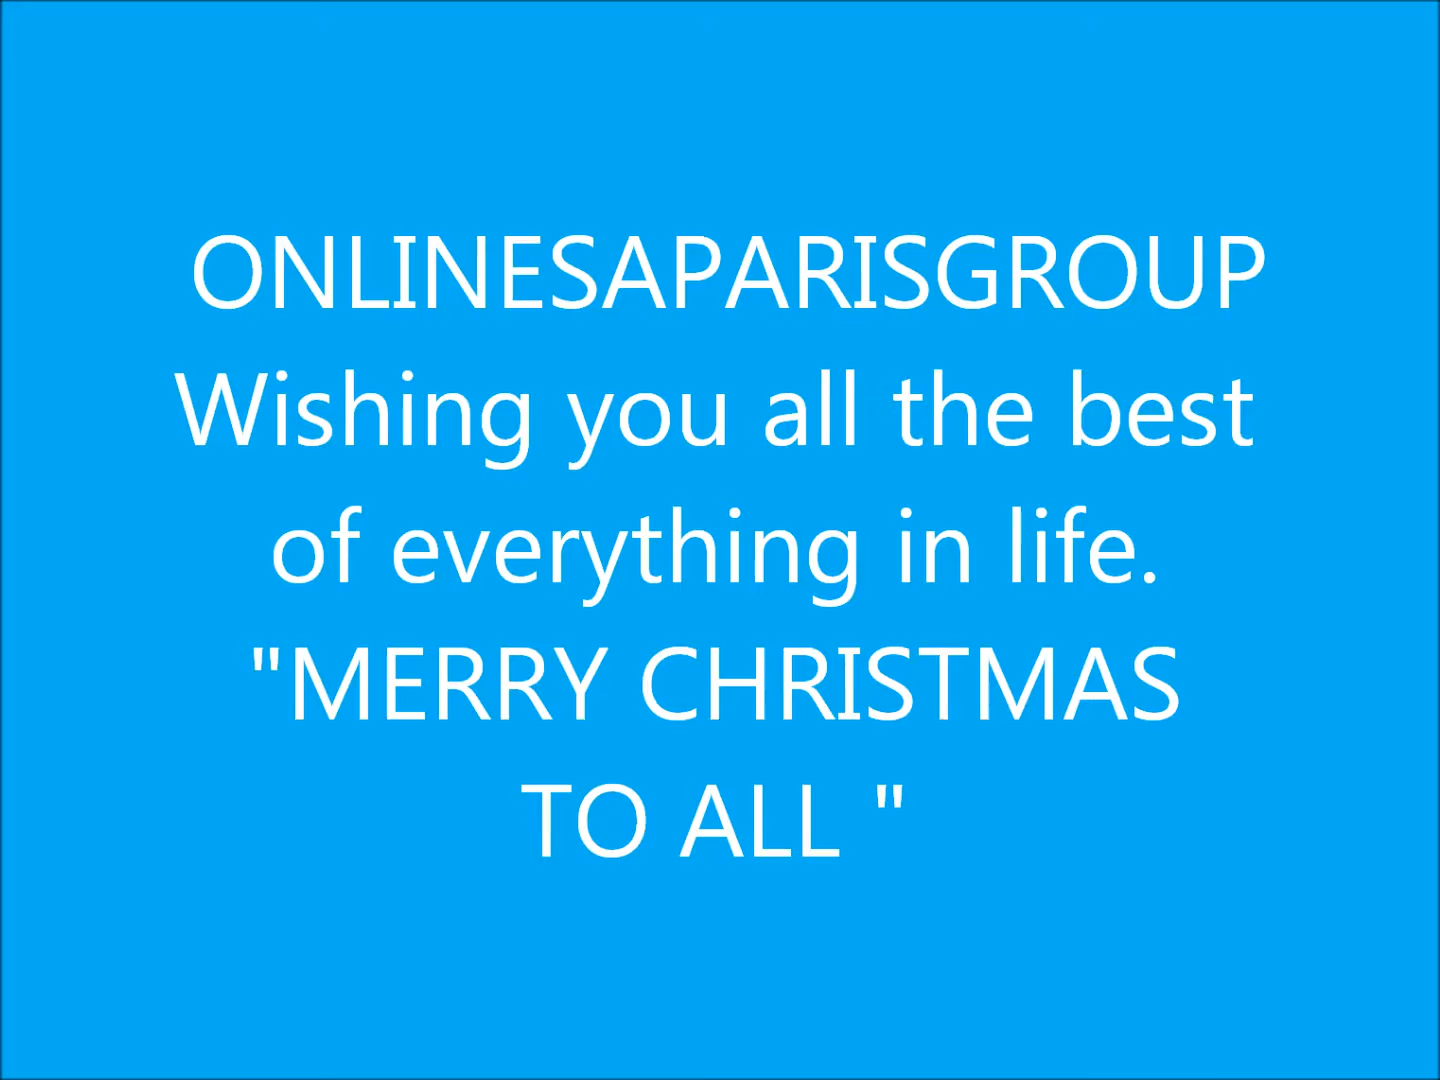 ONLINESAPARISGROUP
Wishing you all the best
of everything in life.
"MERRY CHRISTMAS
TO ALL "